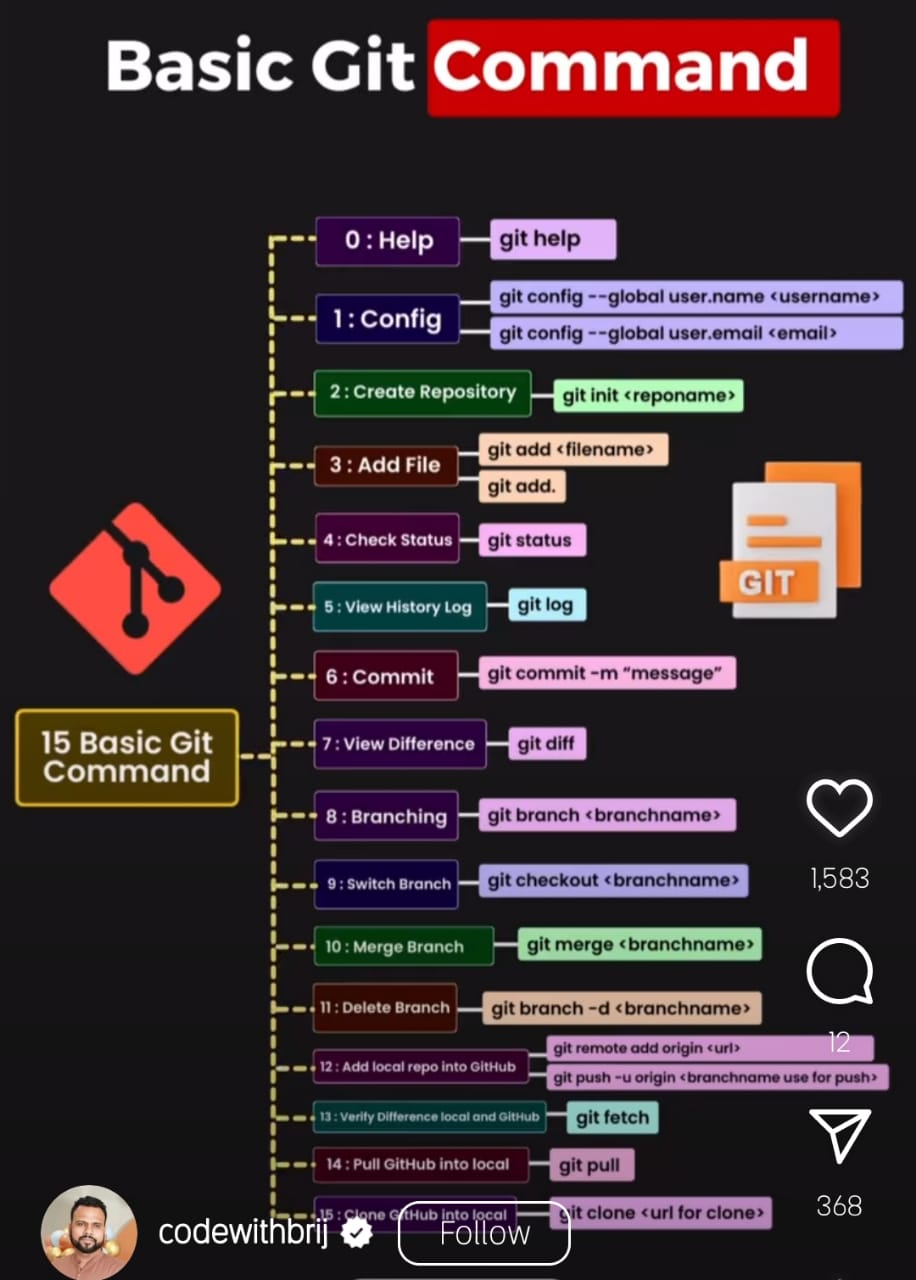 Basic Git Command
0 : Help
git help
1 : Config
git config --global user.name <username>
git config --global user.email <email>
2 : Create Repository
git init <reponame>
3 : Add File
git add <filename>
git add.
4 : Check Status
git status
5 : View History Log
git log
GIT
6 : Commit
git commit -m “message”
15 Basic Git
Command
7 : View Difference
git diff
8 : Branching
git branch <branchname>
9 : Switch Branch
git checkout <branchname>
1,583
10 : Merge Branch
git merge <branchname>
11 : Delete Branch
git branch -d <branchname>
12
12 : Add local repo into GitHub
git remote add origin <url>
git push -u origin <branchname use for push>
13 : Verify Difference local and GitHub
git fetch
14 : Pull GitHub into local
git pull
368
15 : Clone GitHub into local
git clone <url for clone>
codewithbrij
Follow